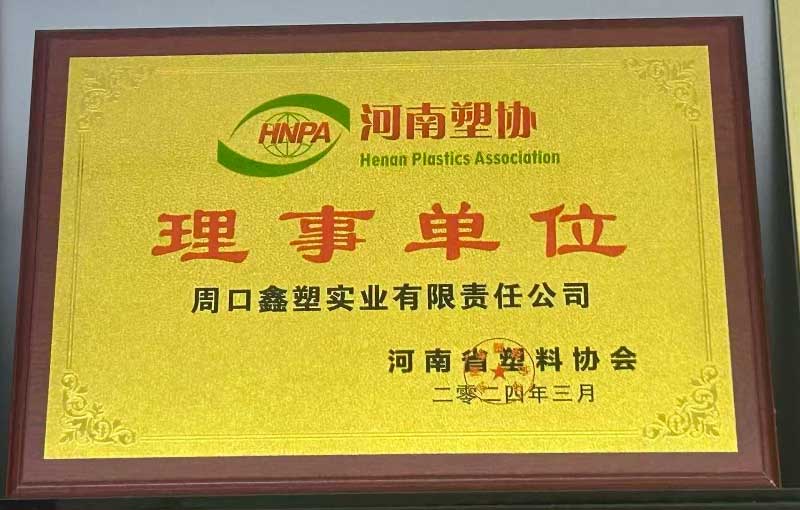 HNPA
河南塑协
Henan Plastics Association
理事单位
周口鑫塑实业有限责任公司
河南省塑料协会
二零二四年三月